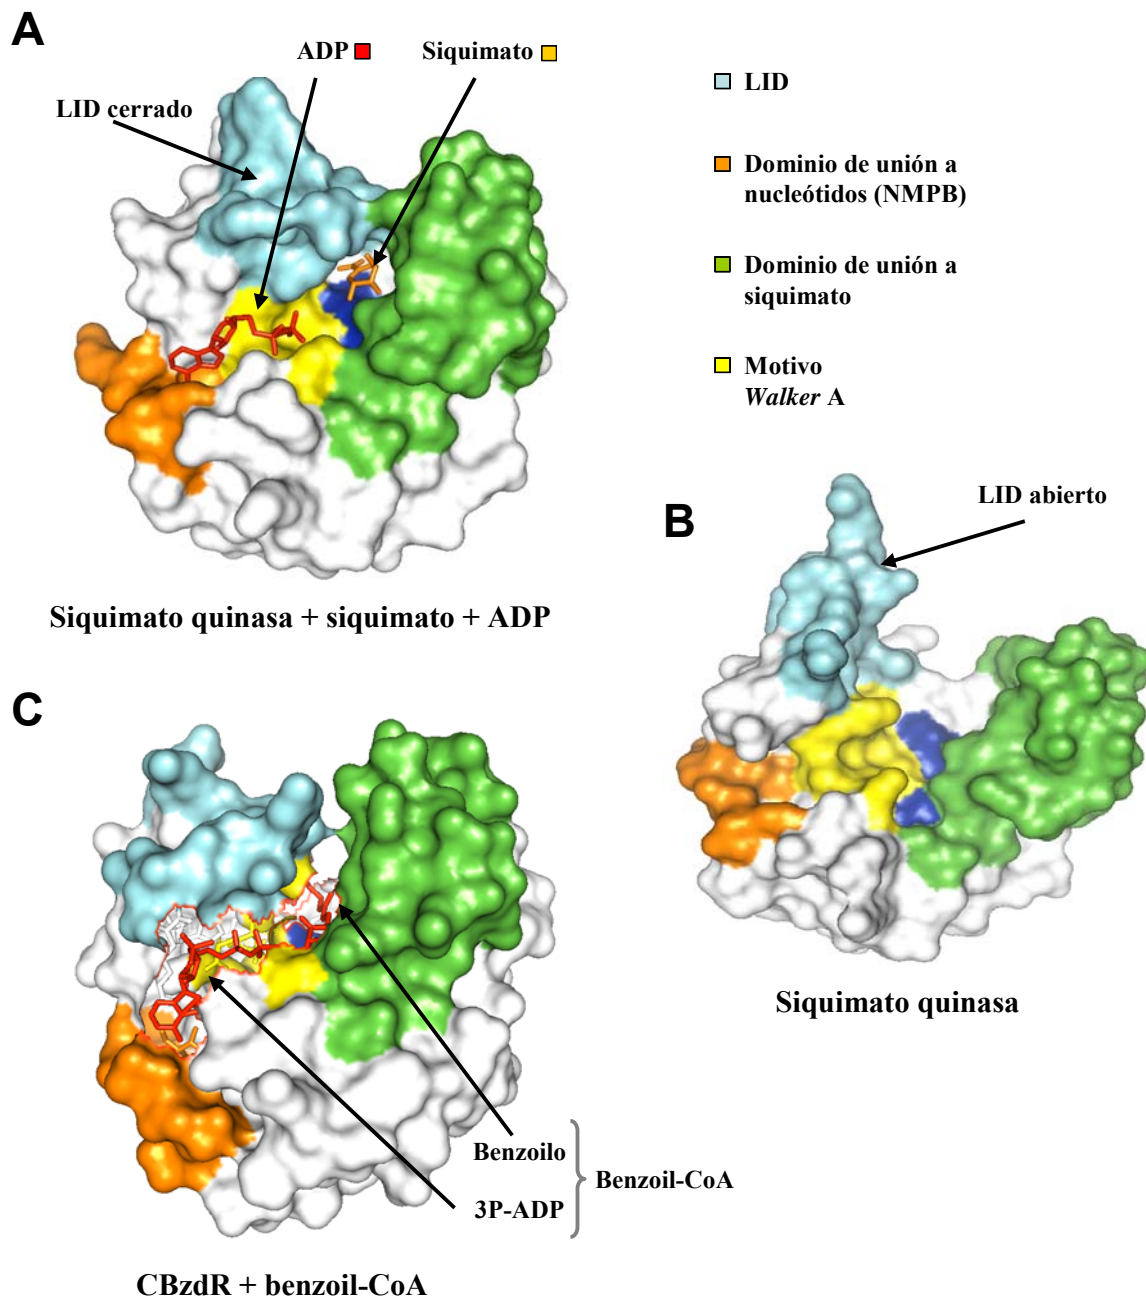 A
ADP
Siquimato
LID cerrado
LID
Dominio de unión a
nucleótidos (NMPB)
Dominio de unión a
siquimato
Motivo
Walker A
Siquimato quinasa + siquimato + ADP
B
LID abierto
Siquimato quinasa
C
Benzoilo
3P-ADP
Benzoil-CoA
CBzdR + benzoil-CoA